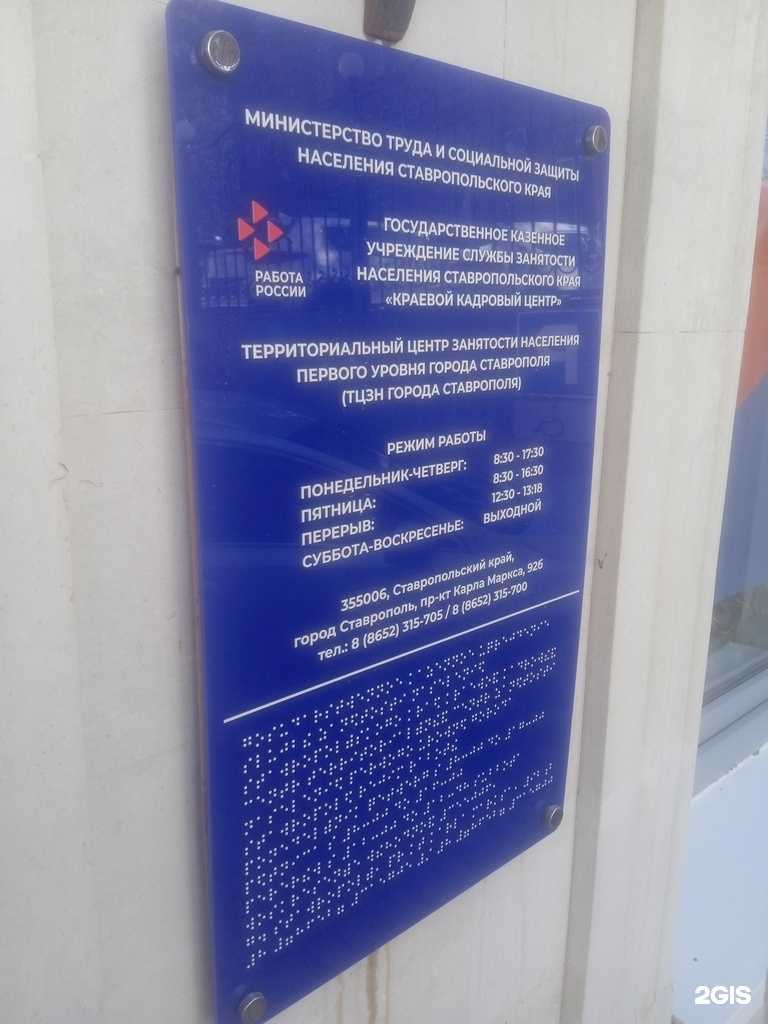 МИНИСТЕРСТВО ТРУДА И СОЦИАЛЬНОЙ ЗАЩИТЫ
НАСЕЛЕНИЯ СТАВРОПОЛЬСКОГО КРАЯ
РАБОТА
РОССИИ
ГОСУДАРСТВЕННОЕ КАЗЕННОЕ
УЧРЕЖДЕНИЕ СЛУЖБЫ ЗАНЯТОСТИ
НАСЕЛЕНИЯ СТАВРОПОЛЬСКОГО КРАЯ
«КРАЕВОЙ КАДРОВЫЙ ЦЕНТР»
ТЕРРИТОРИАЛЬНЫЙ ЦЕНТР ЗАНЯТОСТИ НАСЕЛЕНИЯ
ПЕРВОГО УРОВНЯ ГОРОДА СТАВРОПОЛЯ
(ТЦЗН ГОРОДА СТАВРОПОЛЯ)
РЕЖИМ РАБОТЫ
ПОНЕДЕЛЬНИК-ЧЕТВЕРГ: 8:30 - 17:30
ПЯТНИЦА: 8:30 - 16:30
ПЕРЕРЫВ: 12:30 - 13:18
СУББОТА-ВОСКРЕСЕНЬЕ: ВЫХОДНОЙ
355006, Ставропольский край,
город Ставрополь, пр-кт Карла Маркса, 92б
тел.: 8 (8652) 315-705 / 8 (8652) 315-700
2GIS